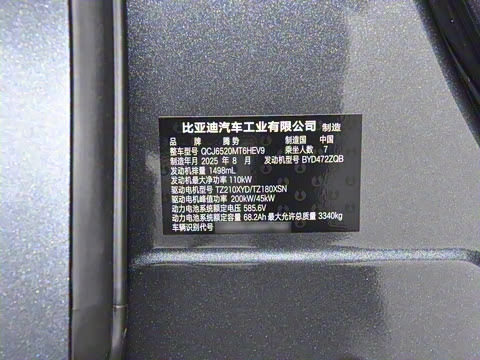 比亚迪汽车工业有限公司 制造
品牌 腾势 制造国 中国
整车型号 QCJ6520MT6HEV9 乘坐人数 7
制造年月 2025 年 8 月 发动机型号 BYD472ZQB
发动机排量 1498mL
发动机最大净功率 110kW
驱动电机型号 TZ210XYD/TZ180XSN
驱动电机峰值功率 200kW/45kW
动力电池系统额定电压 585.6V
动力电池系统额定容量 68.2Ah 最大允许总质量 3340kg
车辆识别代号